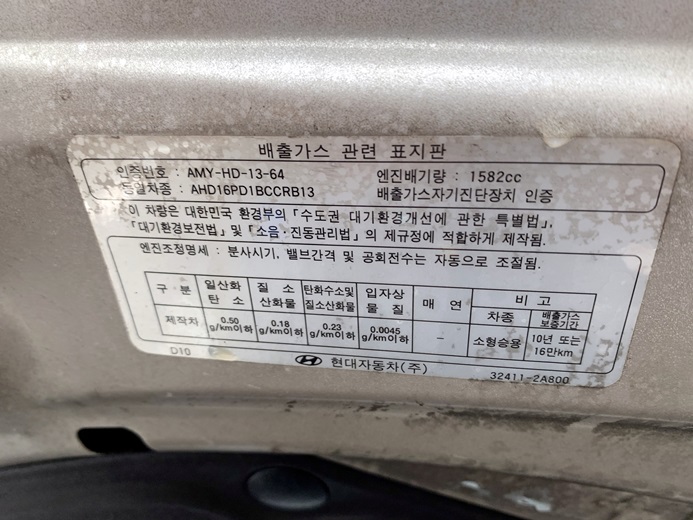 배출가스 관련 표지판
인증번호 : AMY-HD-13-64 엔진배기량 : 1582cc
동일차종 : AHD16PD1BCCRB13 배출가스자기진단장치 인증
이 차량은 대한민국 환경부의 「수도권 대기환경개선에 관한 특별법」,
「대기환경보전법」 및 「소음·진동관리법」의 제규정에 적합하게 제작됨.
엔진조정명세 : 분사시기, 밸브간격 및 공회전수는 자동으로 조절됨.
구 분 일산화탄소 질소산화물 탄화수소및질소산화물 입자상물질 매 연 비 고
차종 배출가스보증기간
제작차 0.50g/km이하 0.18g/km이하 0.23g/km이하 0.0045g/km이하 - 소형승용 10년 또는 16만km
D10 현대자동차(주) 32411-2A800